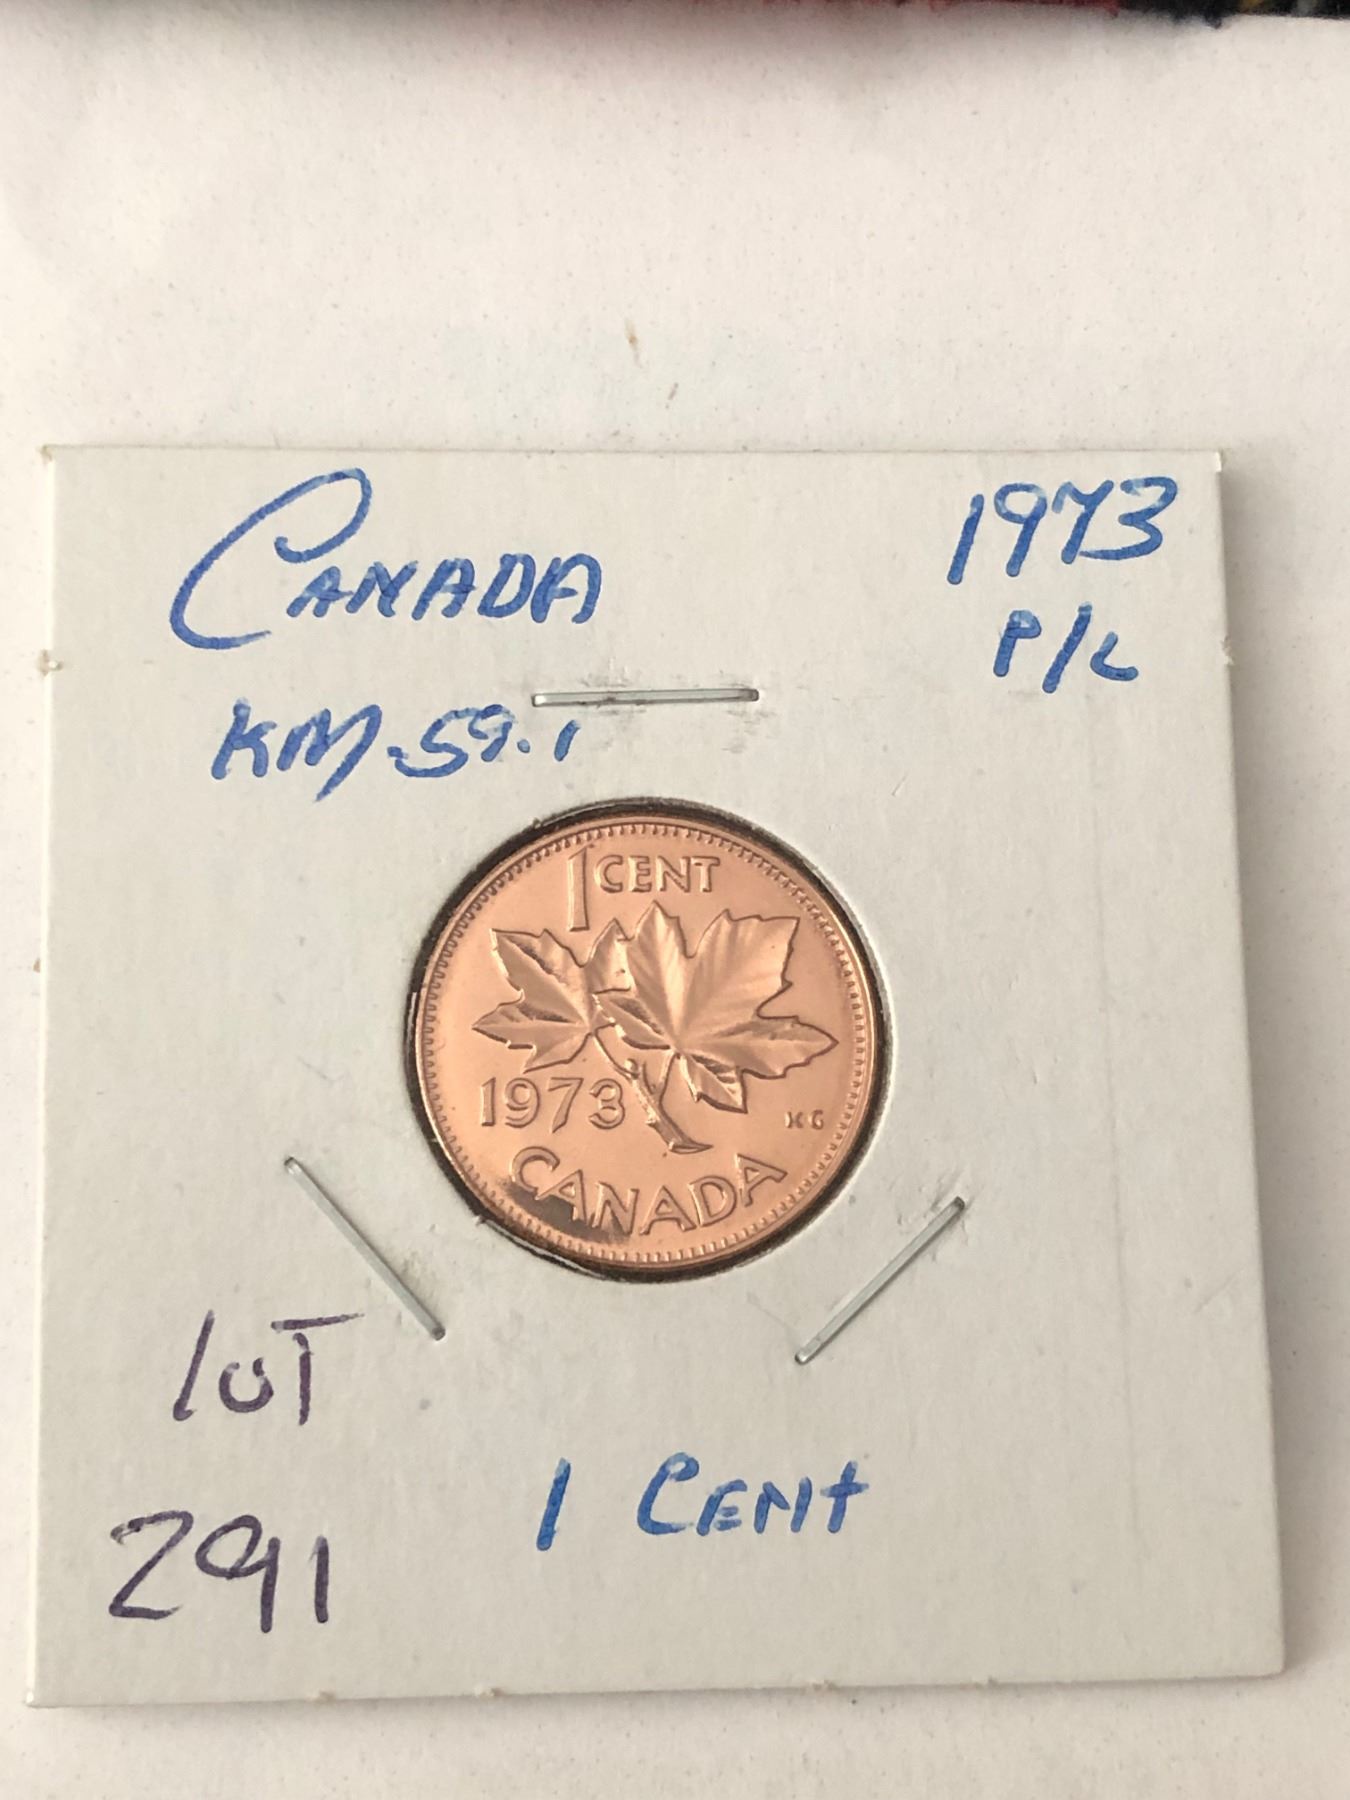 CANADA
1973
P/L
KM-59.1
1 CENT
1973
KG
CANADA
LOT
291
1 CENT